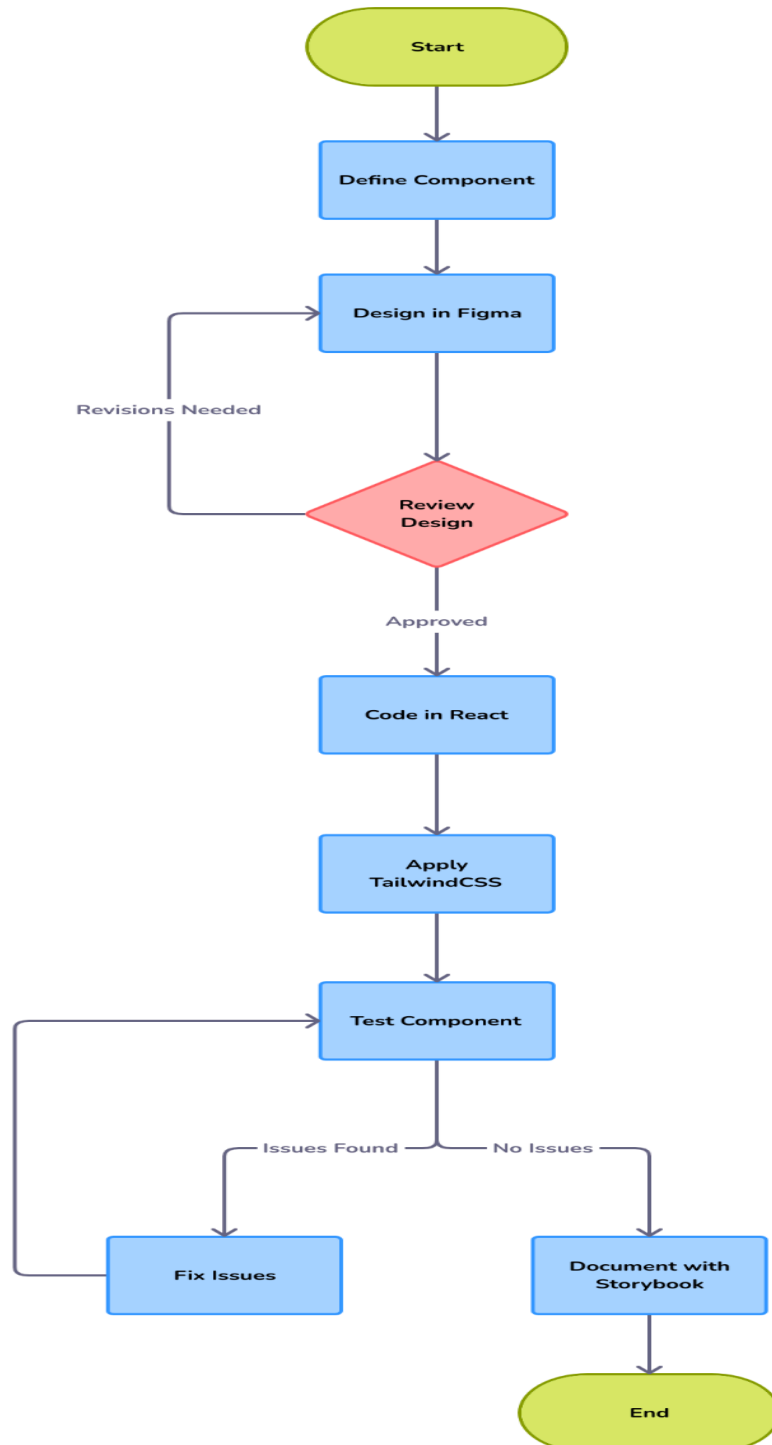 Start
Define Component
Design in Figma
Revisions Needed
Review
Design
Approved
Code in React
Apply
TailwindCSS
Test Component
Issues Found
No Issues
Fix Issues
Document with
Storybook
End